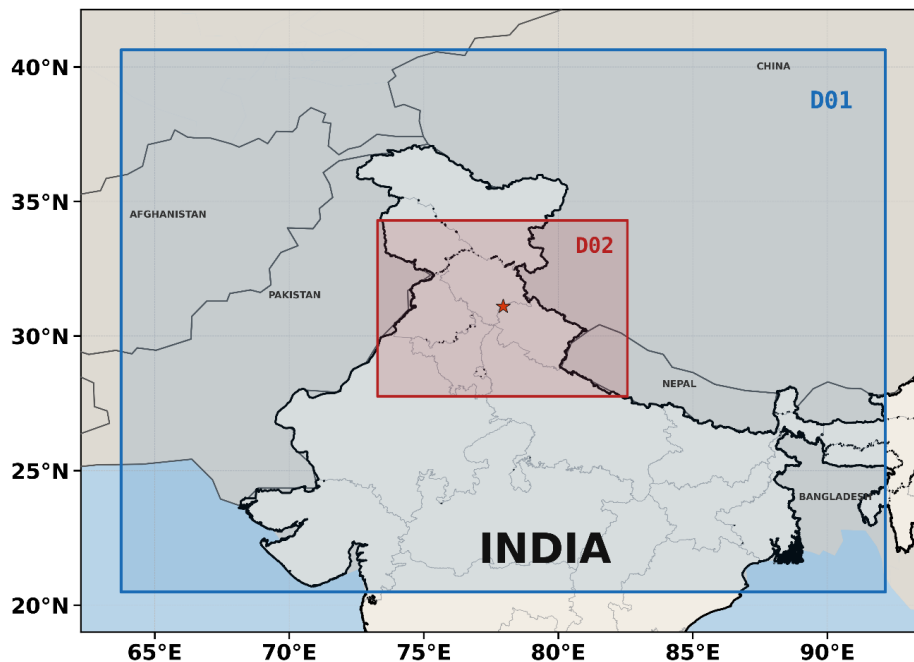 40°N
CHINA
D01
35°N
AFGHANISTAN
D02
PAKISTAN
30°N
NEPAL
25°N
BANGLADESH
INDIA
20°N
65°E 70°E 75°E 80°E 85°E 90°E